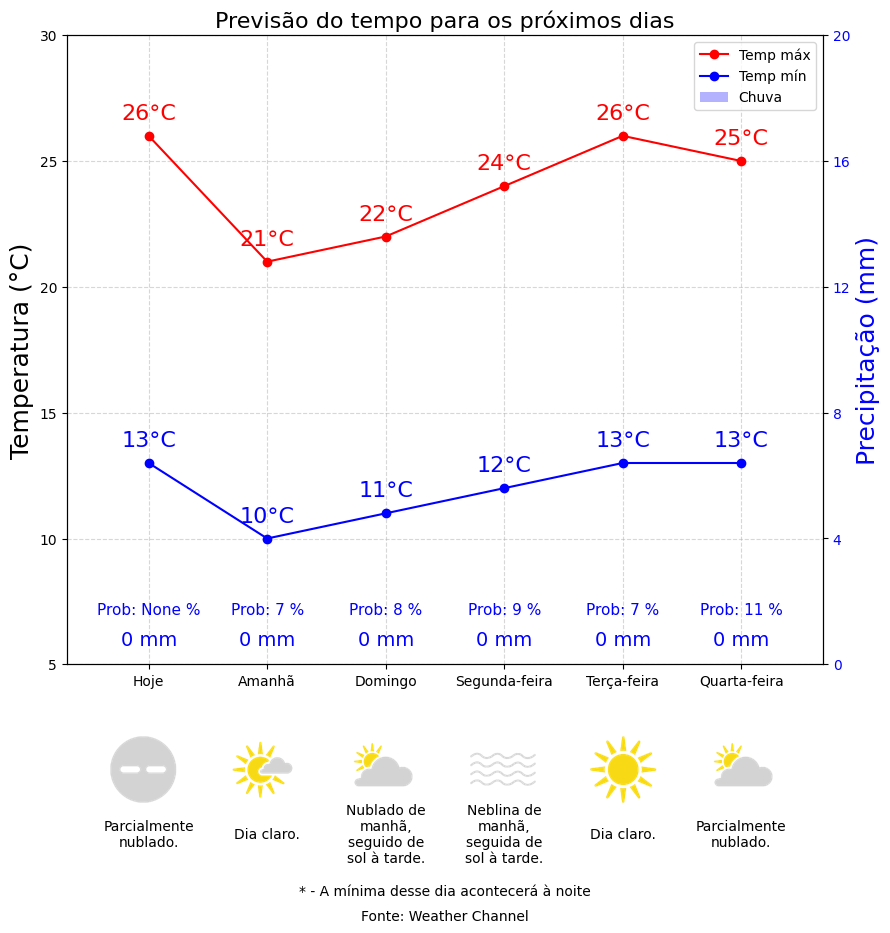 Previsão do tempo para os próximos dias
30
25
20
15
10
5
Temperatura (°C)
20
16
12
8
4
0
Precipitação (mm)
Temp máx
Temp mín
Chuva
26°C
21°C
22°C
24°C
26°C
25°C
13°C
10°C
11°C
12°C
13°C
13°C
Prob: None %
Prob: 7 %
Prob: 8 %
Prob: 9 %
Prob: 7 %
Prob: 11 %
0 mm
0 mm
0 mm
0 mm
0 mm
0 mm
Hoje
Amanhã
Domingo
Segunda-feira
Terça-feira
Quarta-feira
Parcialmente
nublado.
Dia claro.
Nublado de
manhã,
seguido de
sol à tarde.
Neblina de
manhã,
seguida de
sol à tarde.
Dia claro.
Parcialmente
nublado.
* - A mínima desse dia acontecerá à noite
Fonte: Weather Channel